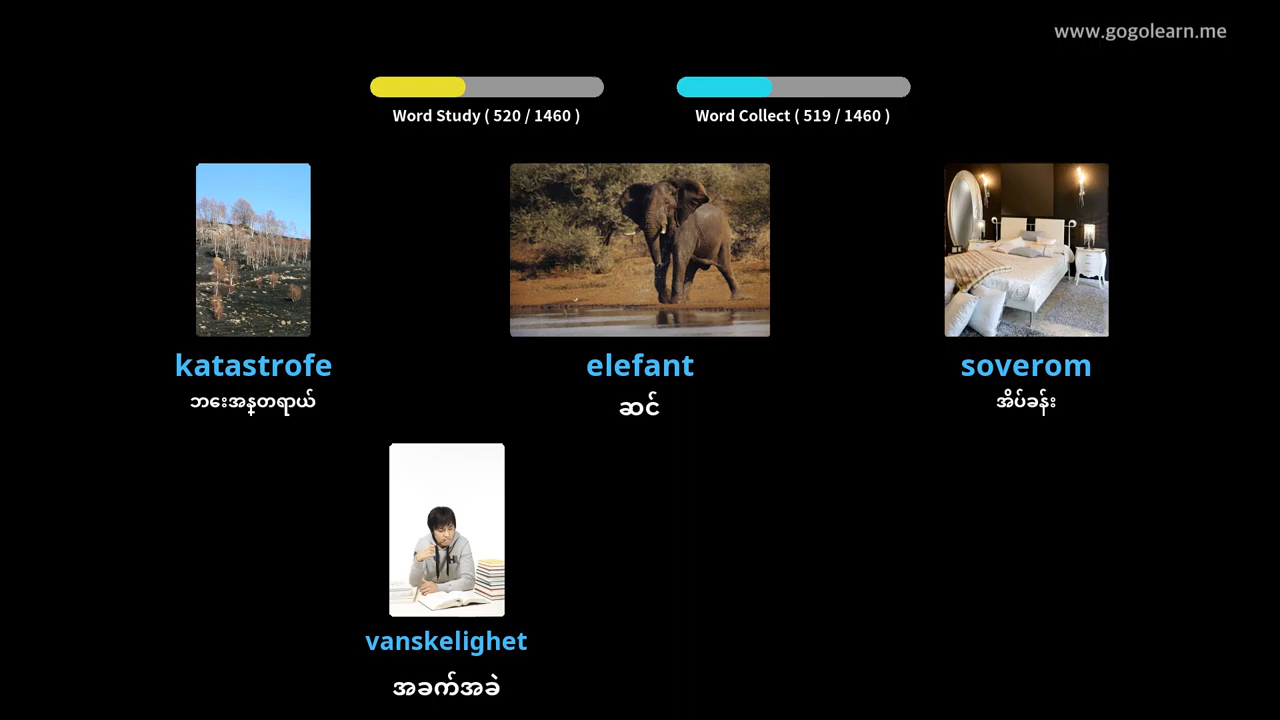 www.gogolearn.me
Word Study ( 520 / 1460 )
Word Collect ( 519 / 1460 )
katastrofe
ဘေးအန္တရာယ်
elefant
ဆင်
soverom
အိပ်ခန်း
vanskelighet
အခက်အခဲ